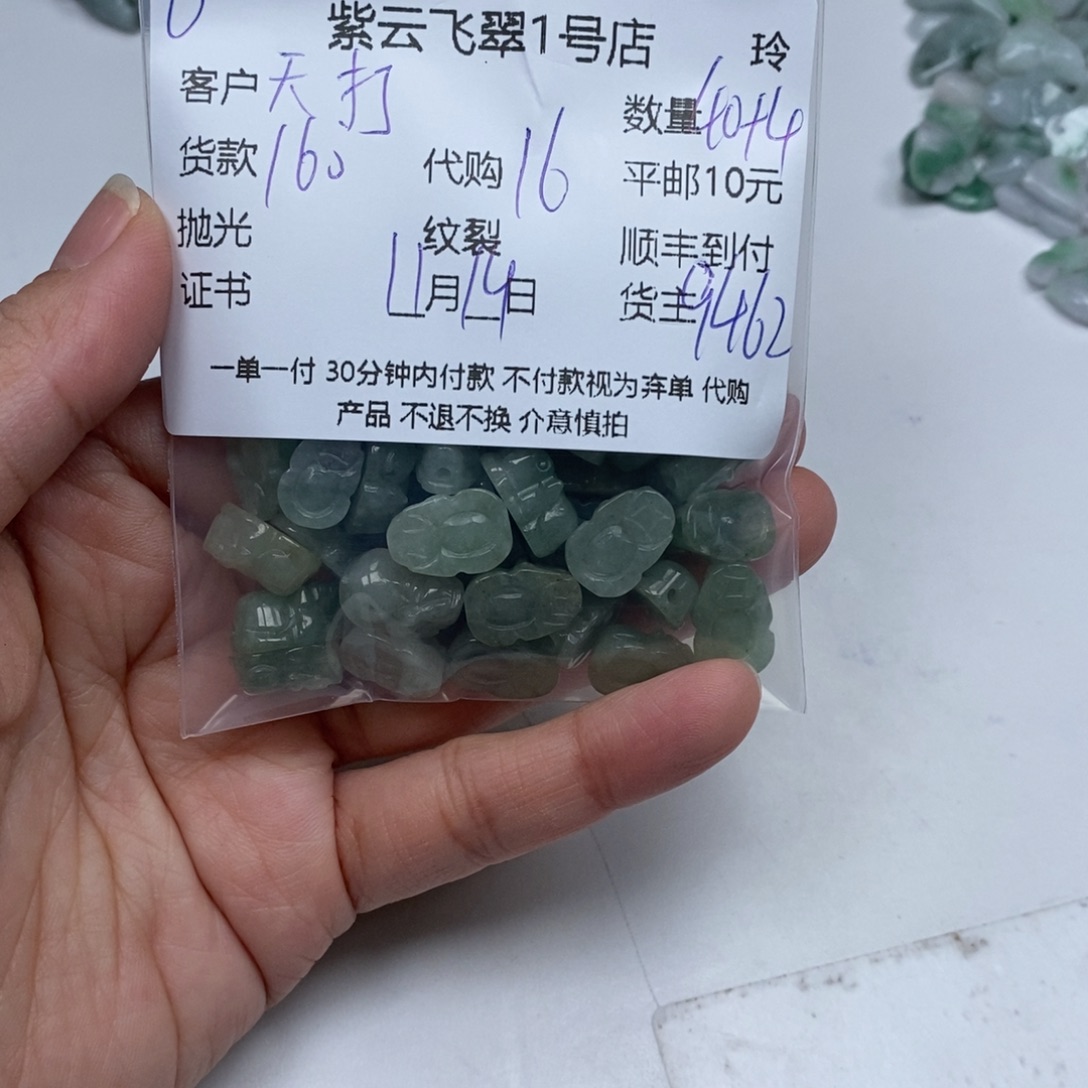 紫云飞翠1号店 玲
客户 天打 数量 40+4
货款 160 代购 16 平邮10元
抛光 纹裂 顺丰到付
证书 11月14日 货主 9462
一单一付 30分钟内付款 不付款视为弃单 代购
产品 不退不换 介意慎拍